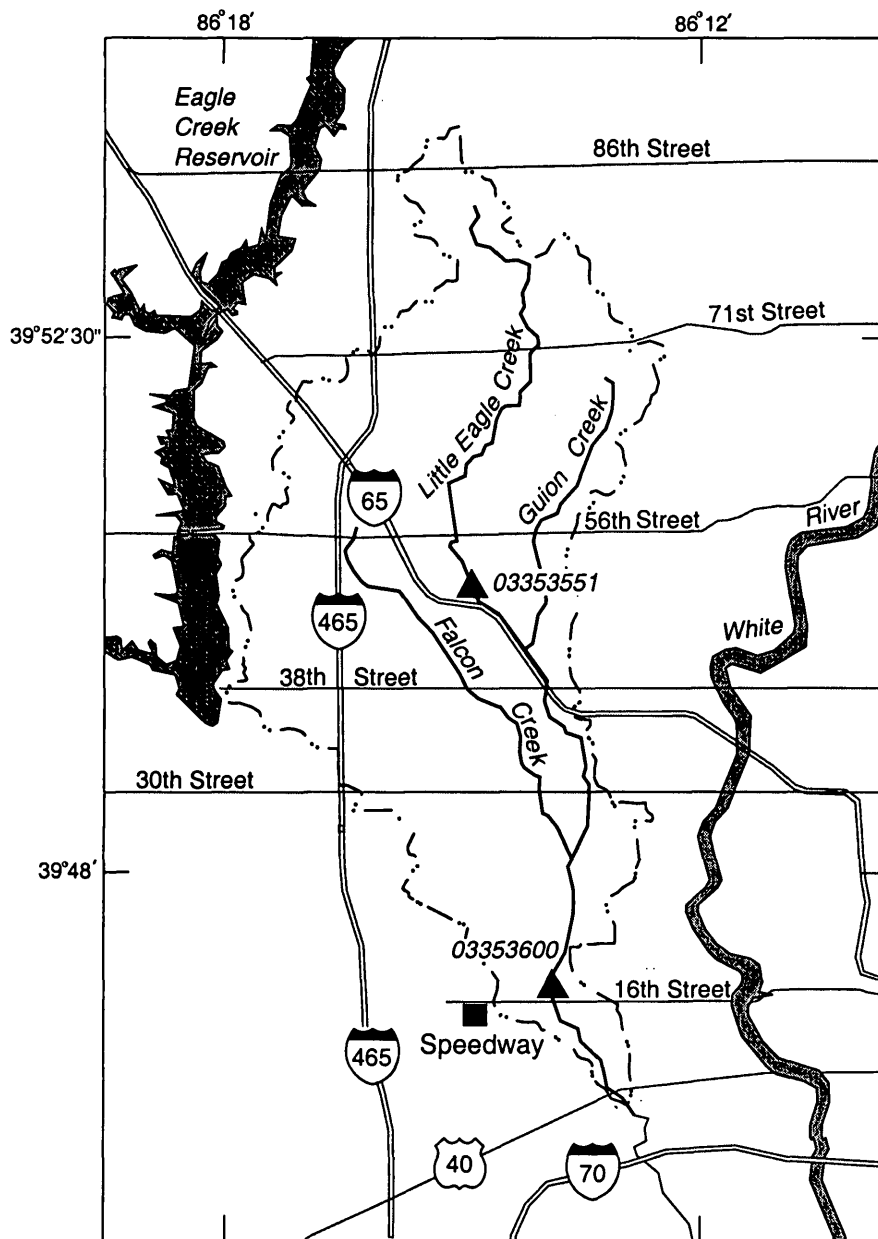 86°18′
86°12′
Eagle
Creek
Reservoir
86th Street
71st Street
39°52′30"
Little Eagle Creek
Guion Creek
65
56th Street
River
03353551
465
Falcon
White
38th Street
Creek
30th Street
39°48′
03353600
16th Street
Speedway
465
40
70